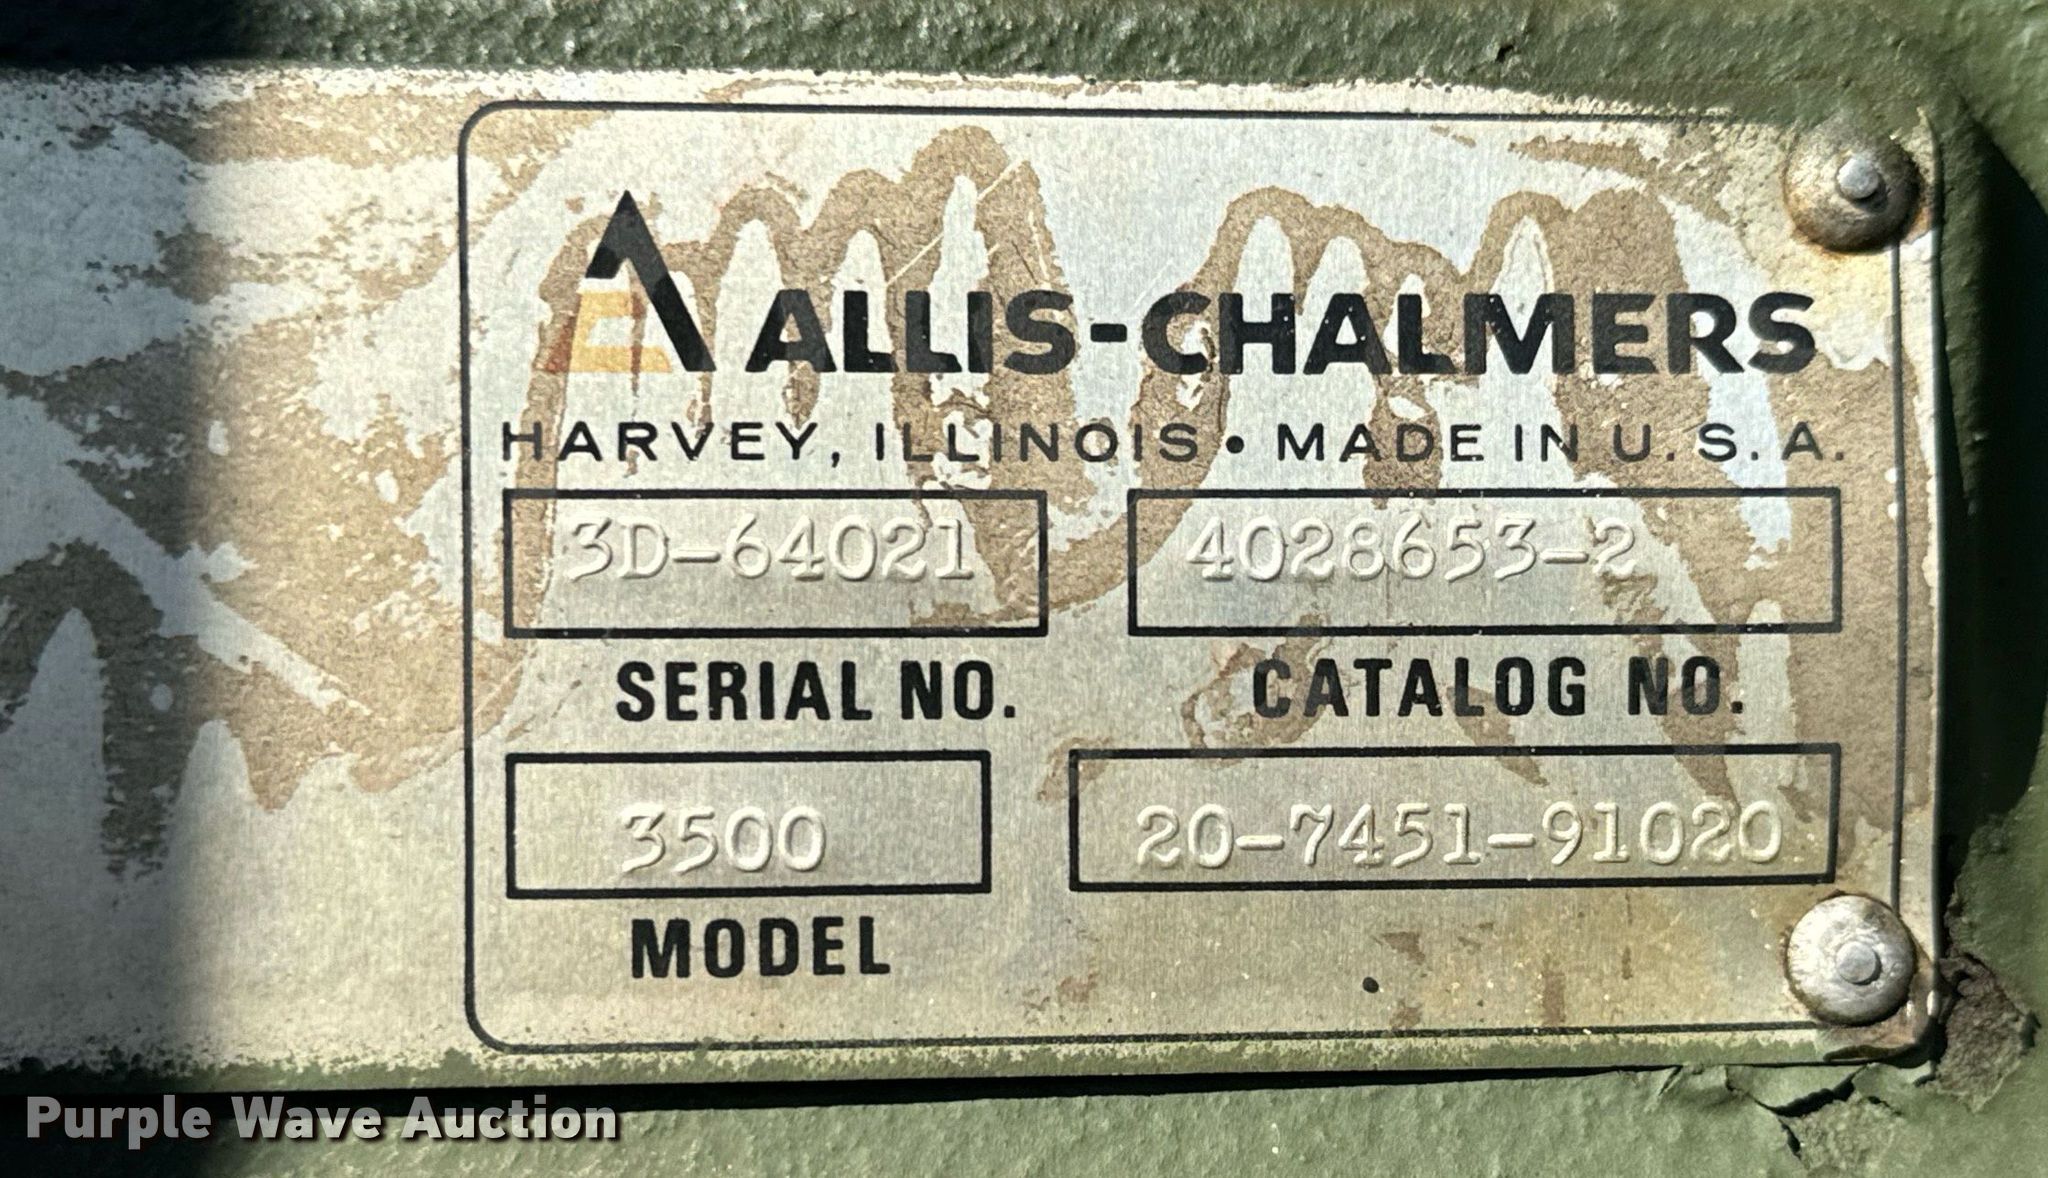 ALLIS-CHALMERS
HARVEY, ILLINOIS • MADE IN U.S.A.
3D-64021 4028653-2
SERIAL NO. CATALOG NO.
3500 20-7451-91020
MODEL
Purple Wave Auction